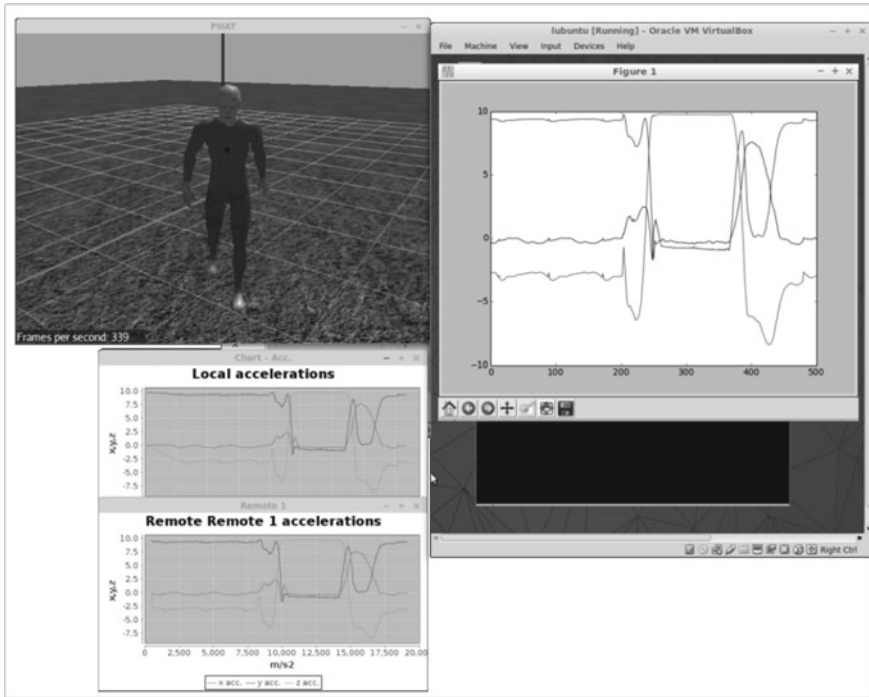 PHAT
Frames per second: 339
Chart - Acc.
Local accelerations
10.0
7.5
5.0
2.5
0.0
-2.5
-5.0
-7.5
x,y,z
Remote 1
Remote Remote 1 accelerations
10.0
7.5
5.0
2.5
0.0
-2.5
-5.0
-7.5
x,y,z
0 2,500 5,000 7,500 10,000 12,500 15,000 17,500 20,000
m/s2
x acc. y acc. z acc.
lubuntu [Running] - Oracle VM VirtualBox
File Machine View Input Devices Help
Figure 1
10
5
0
-5
-10
0 100 200 300 400 500
Right Ctrl